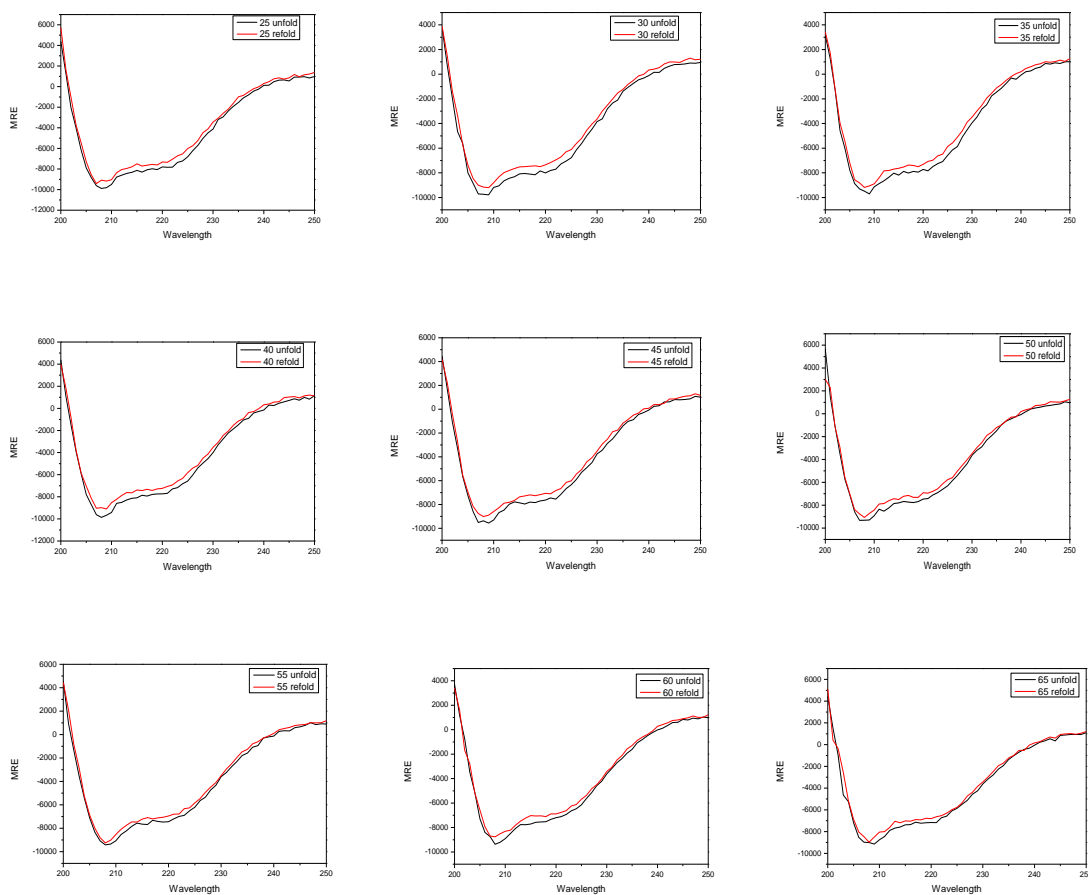 25 unfold
25 refold
6000
4000
2000
0
-2000
-4000
-6000
-8000
-10000
-12000
MRE
200 210 220 230 240 250
Wavelength
30 unfold
30 refold
4000
2000
0
-2000
-4000
-6000
-8000
-10000
MRE
200 210 220 230 240 250
Wavelength
35 unfold
35 refold
4000
2000
0
-2000
-4000
-6000
-8000
-10000
MRE
200 210 220 230 240 250
Wavelength
40 unfold
40 refold
6000
4000
2000
0
-2000
-4000
-6000
-8000
-10000
-12000
MRE
200 210 220 230 240 250
Wavelength
45 unfold
45 refold
6000
4000
2000
0
-2000
-4000
-6000
-8000
-10000
MRE
200 210 220 230 240 250
Wavelength
50 unfold
50 refold
6000
4000
2000
0
-2000
-4000
-6000
-8000
-10000
MRE
200 210 220 230 240 250
Wavelength
55 unfold
55 refold
6000
4000
2000
0
-2000
-4000
-6000
-8000
-10000
MRE
200 210 220 230 240 250
Wavelength
60 unfold
60 refold
4000
2000
0
-2000
-4000
-6000
-8000
-10000
MRE
200 210 220 230 240 250
Wavelength
65 unfold
65 refold
6000
4000
2000
0
-2000
-4000
-6000
-8000
-10000
MRE
200 210 220 230 240 250
Wavelength